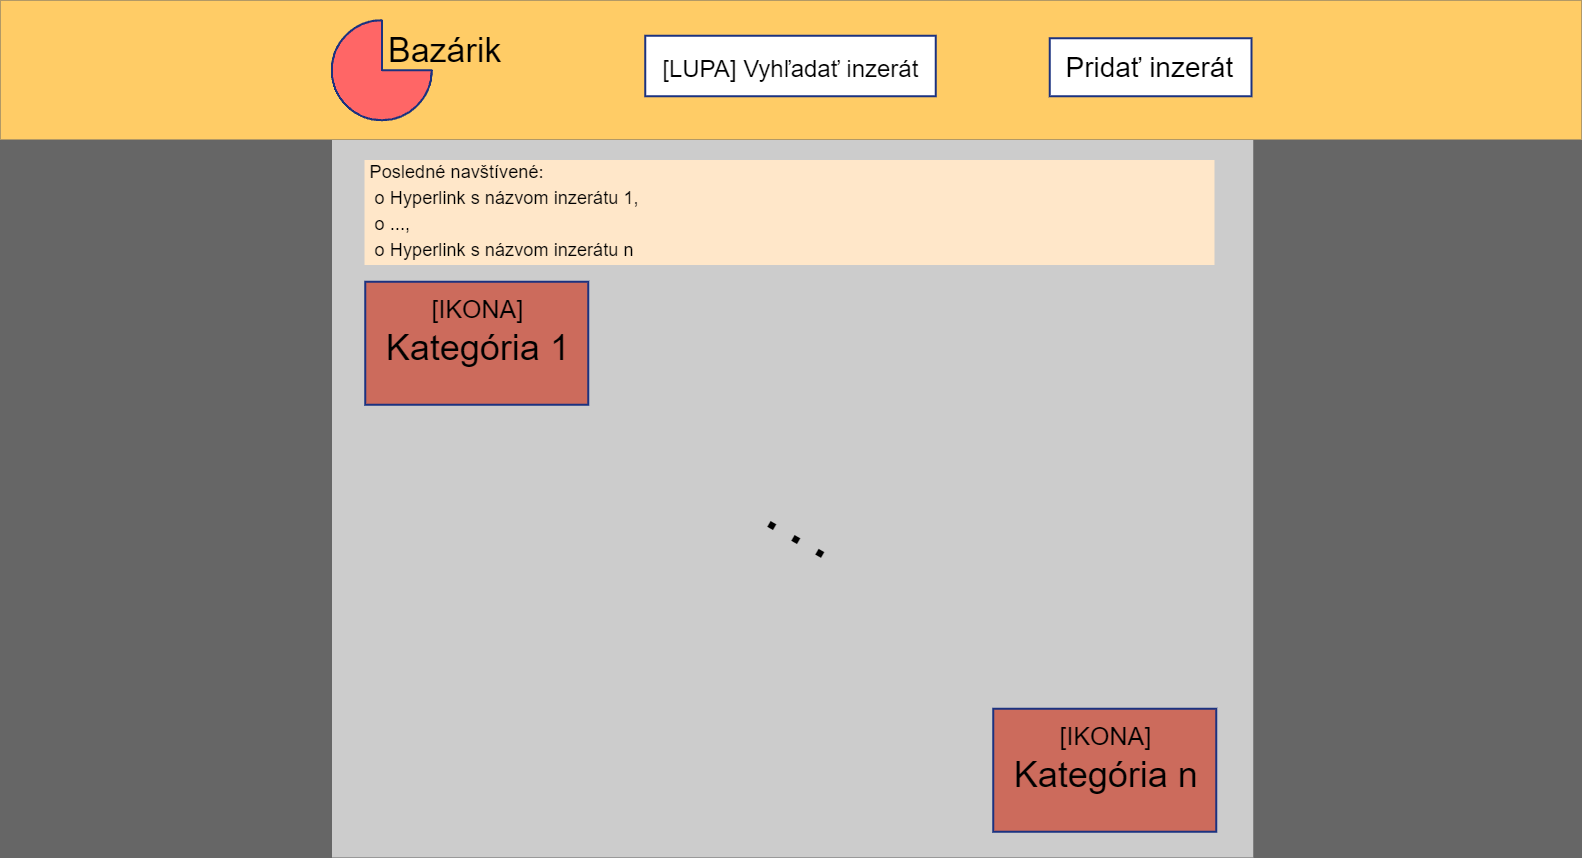 Bazárik
[LUPA] Vyhľadať inzerát
Pridať inzerát
Posledné navštívené:
o Hyperlink s názvom inzerátu 1,
o ...,
o Hyperlink s názvom inzerátu n
[IKONA]
Kategória 1
. . .
[IKONA]
Kategória n